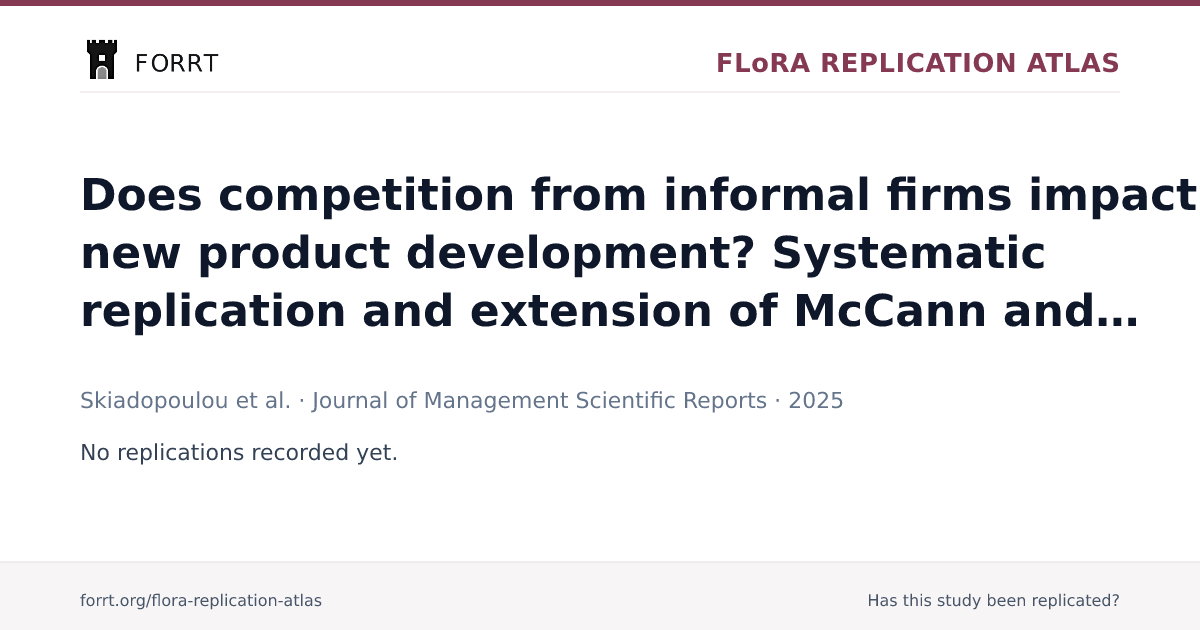 FORRT
FLoRA REPLICATION ATLAS
Does competition from informal firms impact
new product development? Systematic
replication and extension of McCann and…
Skiadopoulou et al. · Journal of Management Scientific Reports · 2025
No replications recorded yet.
forrt.org/flora-replication-atlas
Has this study been replicated?